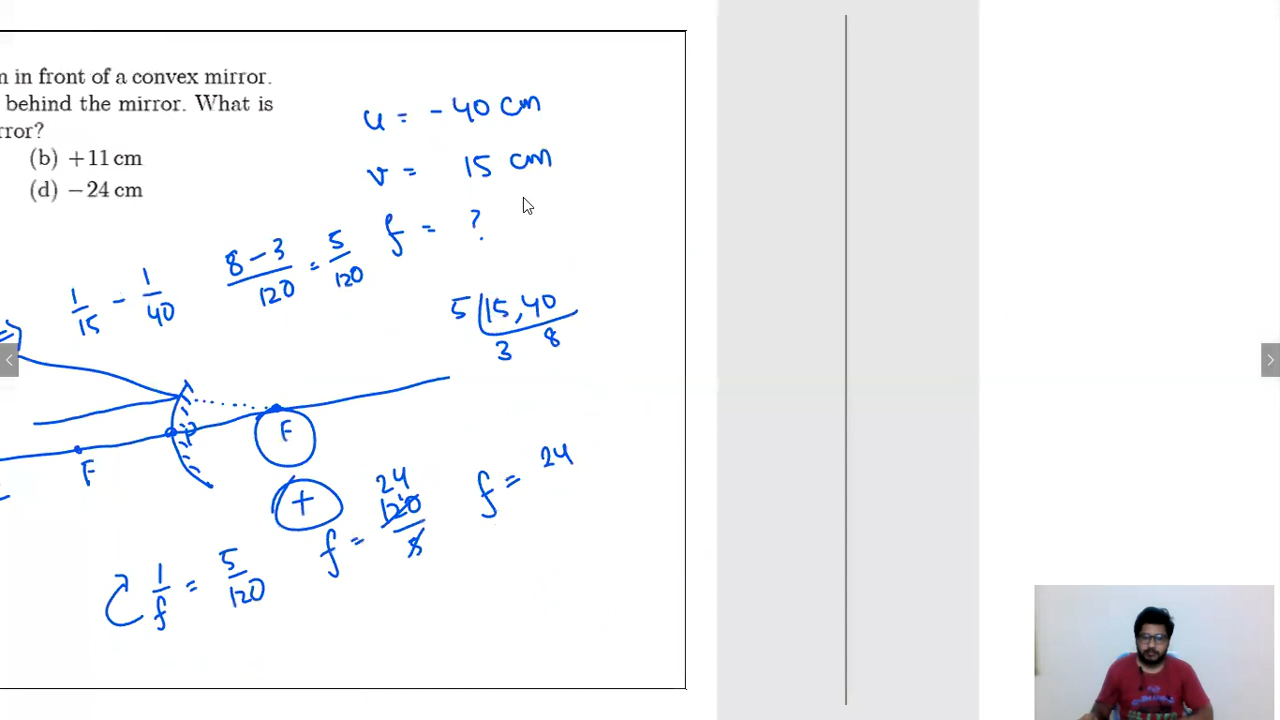 n in front of a convex mirror.
behind the mirror. What is
rror?
(b) +11 cm
(d) −24 cm
u = - 40 cm
v = 15 cm
f = ?
1/15 - 1/40
8-3/120 = 5/120
5 | 15, 40
3 8
F
P
F
+
1/f = 5/120
f = 24 120/5
f = 24